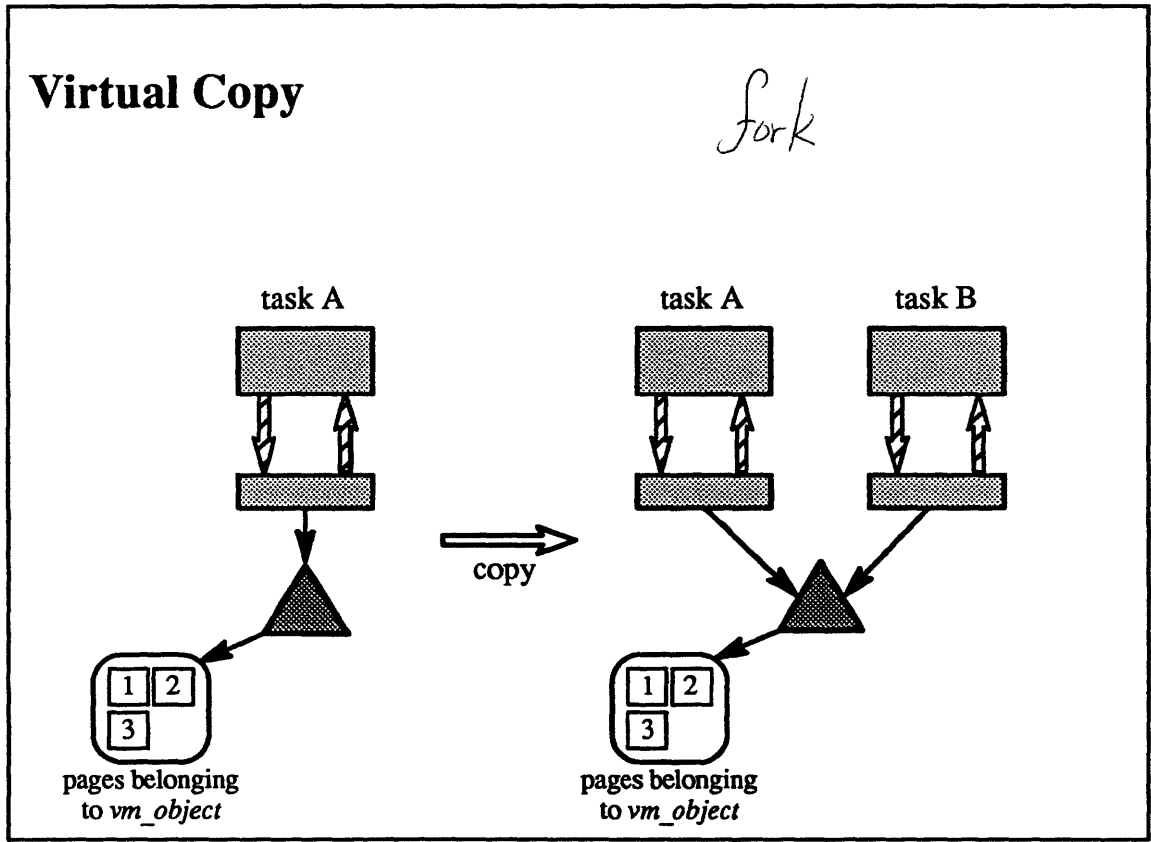 Virtual Copy
fork
task A
task A
task B
copy
1 2
3
pages belonging
to vm_object
1 2
3
pages belonging
to vm_object